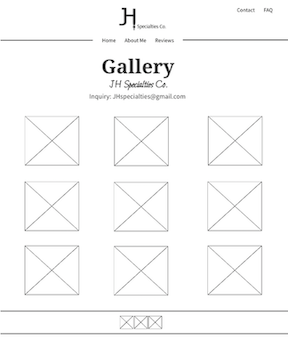 Contact FAQ
JH
Specialties Co.
Home About Me Reviews
Gallery
JH Specialties Co.
Inquiry: JHspecialties@gmail.com